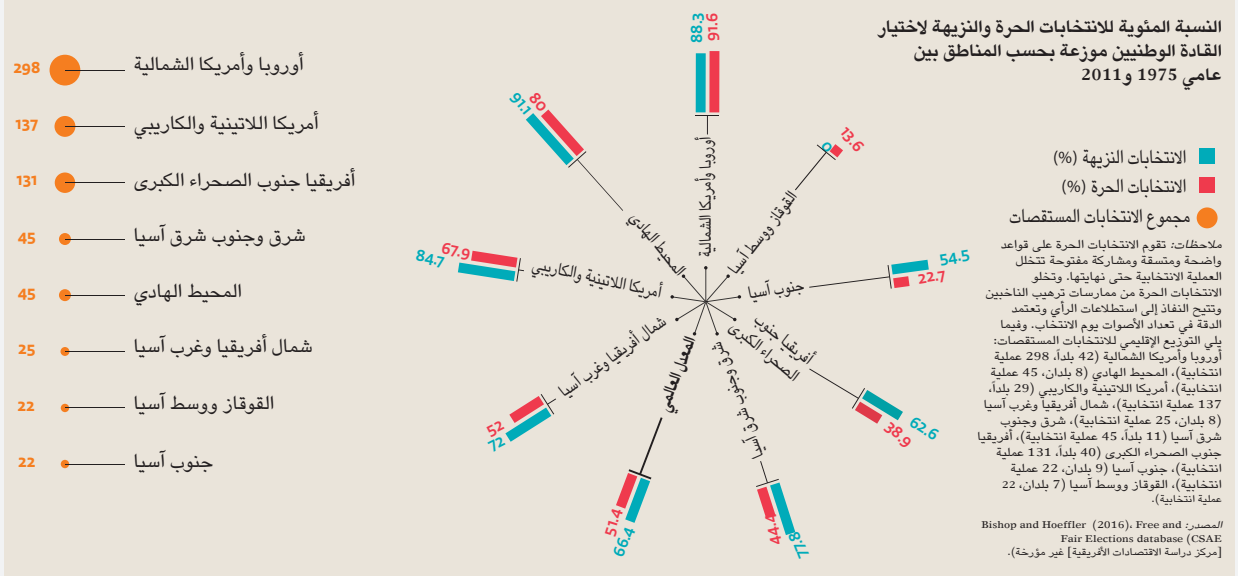 النسبة المئوية للانتخابات الحرة والنزيهة لاختيار
القادة الوطنيين موزعة بحسب المناطق بين
عامي 1975 و2011
الانتخابات النزيهة (%)
الانتخابات الحرة (%)
مجموع الانتخابات المستقصات
ملاحظات: تقوم الانتخابات الحرة على قواعد
واضحة ومتسقة ومشاركة مفتوحة تتخلل
العملية الانتخابية حتى نهايتها. وتخلو
الانتخابات الحرة من ممارسات ترهيب الناخبين
وتتيح النفاذ إلى استطلاعات الرأي وتعتمد
الدقة في تعداد الأصوات يوم الانتخاب. وفيما
يلي التوزيع الإقليمي للانتخابات المستقصات:
أوروبا وأمريكا الشمالية (42 بلداً، 298 عملية
انتخابية)، المحيط الهادي (8 بلدان، 45 عملية
انتخابية)، أمريكا اللاتينية والكاريبي (29 بلداً،
137 عملية انتخابية)، شمال أفريقيا وغرب آسيا
(8 بلدان، 25 عملية انتخابية)، شرق وجنوب
شرق آسيا (11 بلداً، 45 عملية انتخابية)، أفريقيا
جنوب الصحراء الكبرى (40 بلداً، 131 عملية
انتخابية)، جنوب آسيا (9 بلدان، 22 عملية
انتخابية)، القوقاز ووسط آسيا (7 بلدان، 22
عملية انتخابية).
المصدر: Bishop and Hoeffler (2016)، Free and
Fair Elections database (CSAE
[مركز دراسة الاقتصادات الأفريقية] غير مؤرخة).
88.3
91.6
أوروبا وأمريكا الشمالية
0
13.6
القوقاز ووسط آسيا
54.5
22.7
جنوب آسيا
62.6
38.9
أفريقيا جنوب
الصحراء الكبرى
77.8
44.4
شرق وجنوب شرق آسيا
66.4
51.4
المعدل العالمي
72
52
شمال أفريقيا وغرب آسيا
84.7
67.9
أمريكا اللاتينية والكاريبي
91.1
80
المحيط الهادي
أوروبا وأمريكا الشمالية 298
أمريكا اللاتينية والكاريبي 137
أفريقيا جنوب الصحراء الكبرى 131
شرق وجنوب شرق آسيا 45
المحيط الهادي 45
شمال أفريقيا وغرب آسيا 25
القوقاز ووسط آسيا 22
جنوب آسيا 22